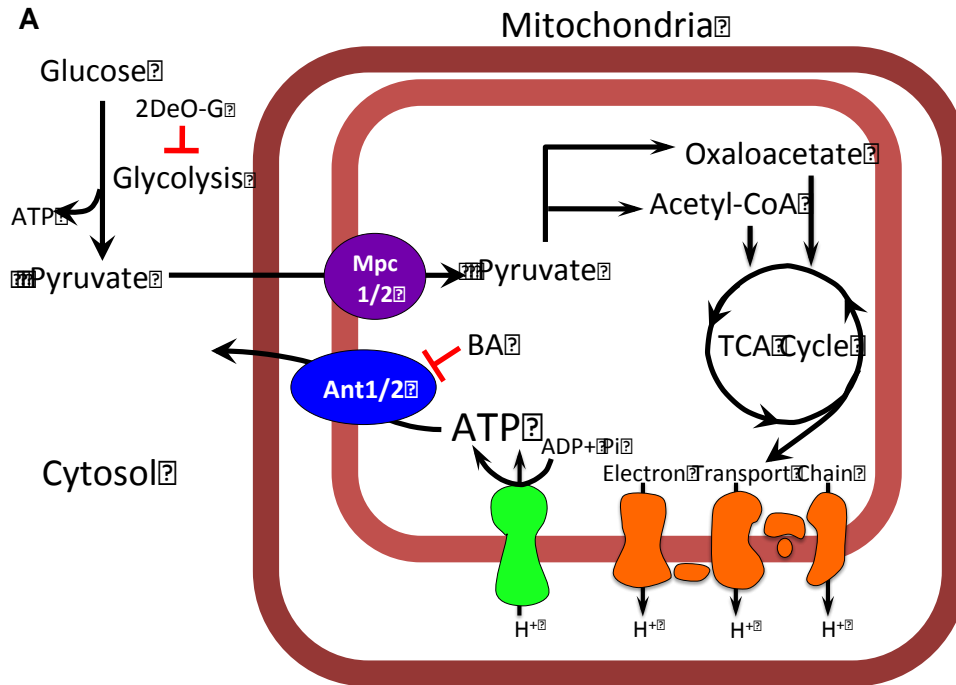 A
Mitochondria
Glucose
2DeO-G
Glycolysis
ATP
Pyruvate
Mpc
1/2
Pyruvate
Oxaloacetate
Acetyl-CoA
TCA Cycle
BA
Ant1/2
ATP
ADP+ Pi
Cytosol
Electron Transport Chain
H+
H+
H+
H+